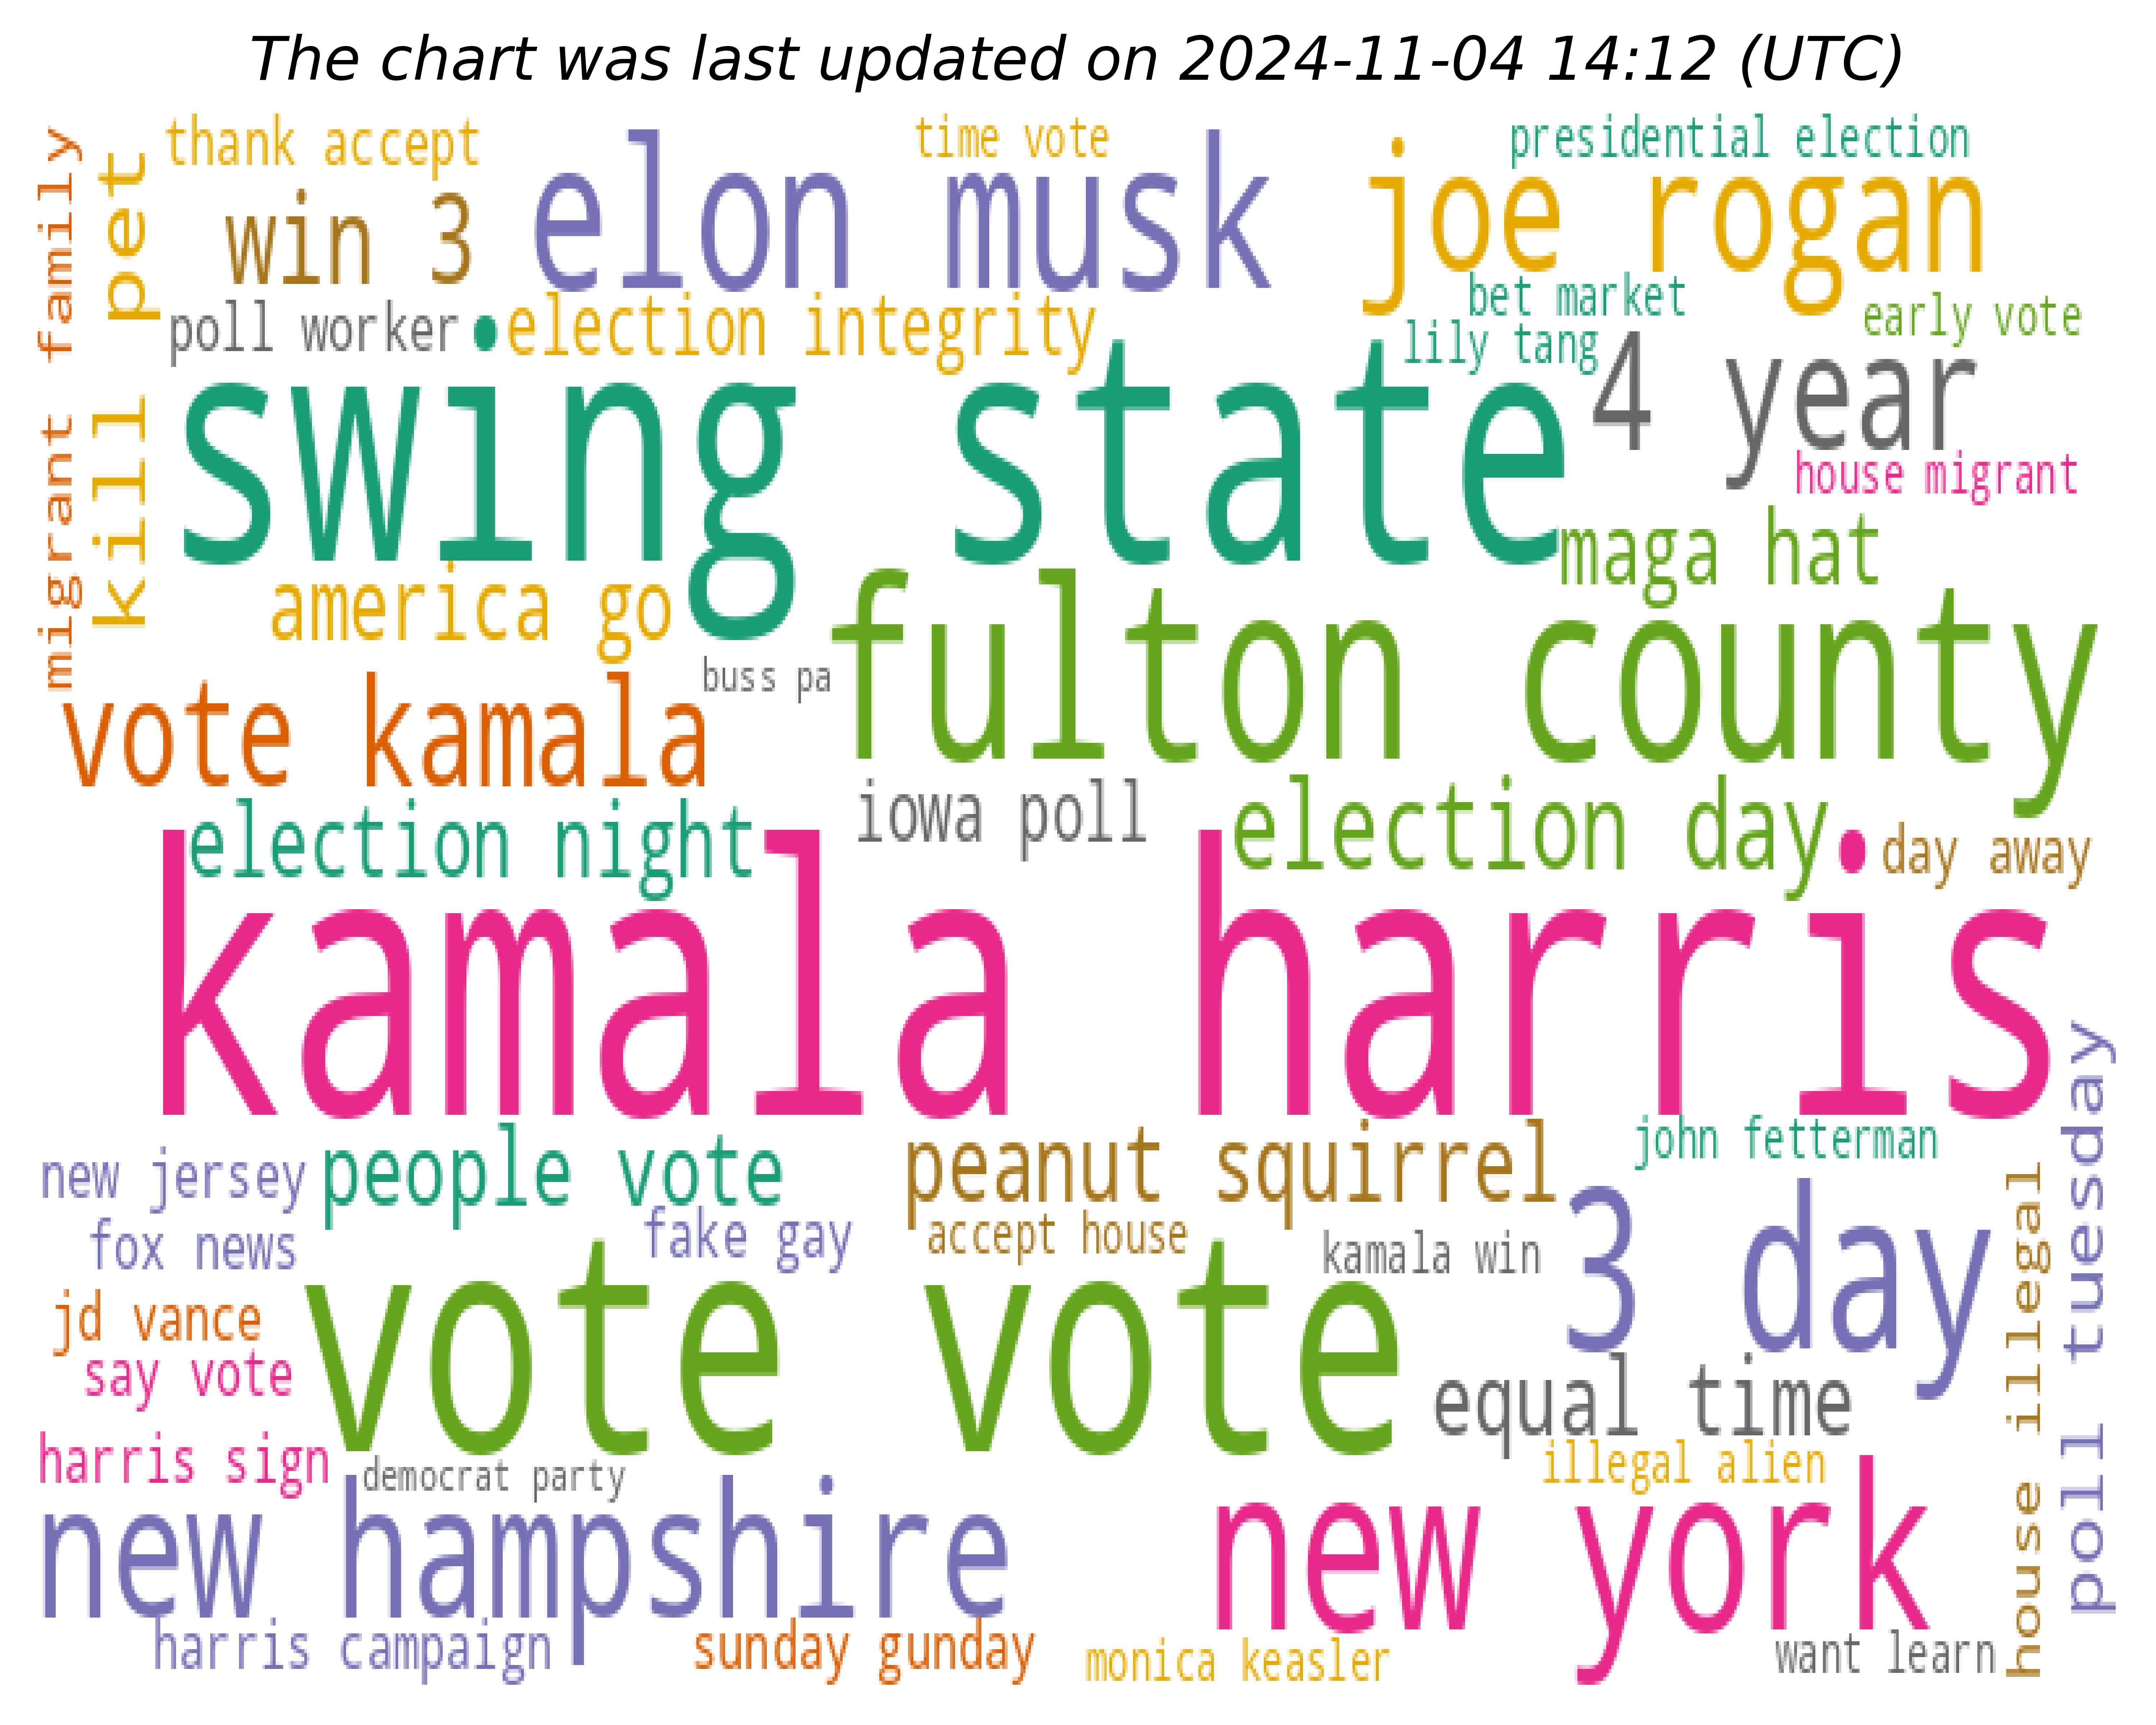 The chart was last updated on 2024-11-04 14:12 (UTC)
thank accept
time vote
presidential election
migrant family
kill pet
win 3
elon musk
joe rogan
bet market
early vote
poll worker
election integrity
lily tang
4 year
swing state
house migrant
maga hat
america go
buss pa
fulton county
vote kamala
iowa poll
election day
election night
day away
kamala harris
new jersey
people vote
peanut squirrel
john fetterman
poll tuesday
fox news
fake gay
accept house
kamala win
3 day
house illegal
jd vance
say vote
vote vote
equal time
harris sign
democrat party
illegal alien
new hampshire
new york
harris campaign
sunday gunday
monica keasler
want learn